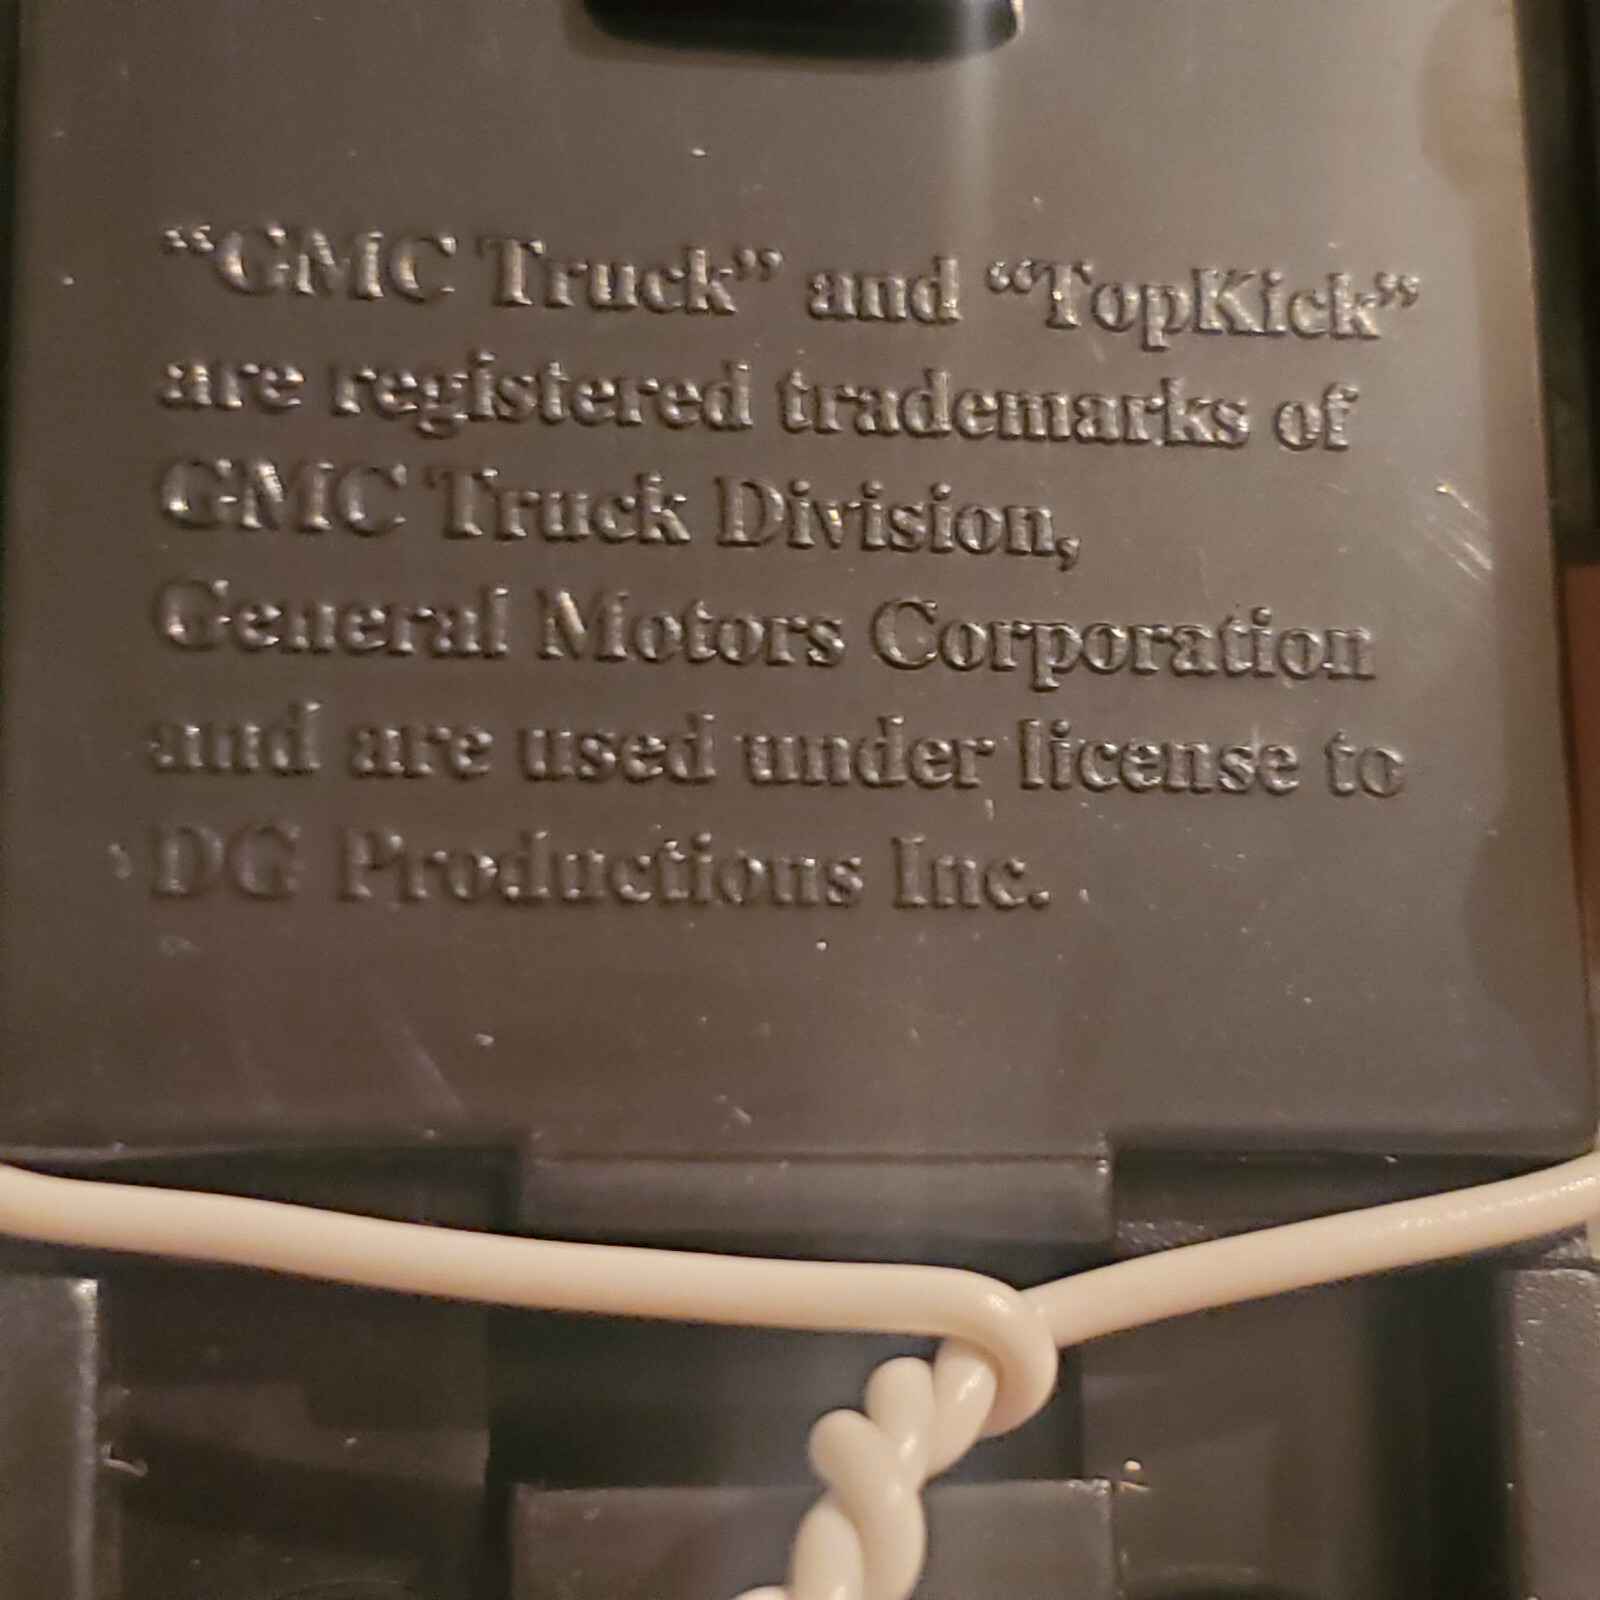 “GMC Truck” and “TopKick”
are registered trademarks of
GMC Truck Division,
General Motors Corporation
and are used under license to
DG Productions Inc.